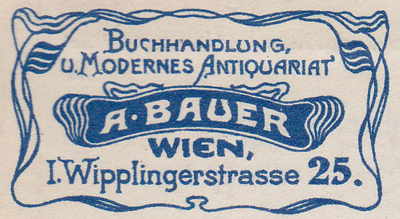 BUCHHANDLUNG,
U. MODERNES ANTIQUARIAT
A. BAUER
WIEN,
I. Wipplingerstrasse 25.